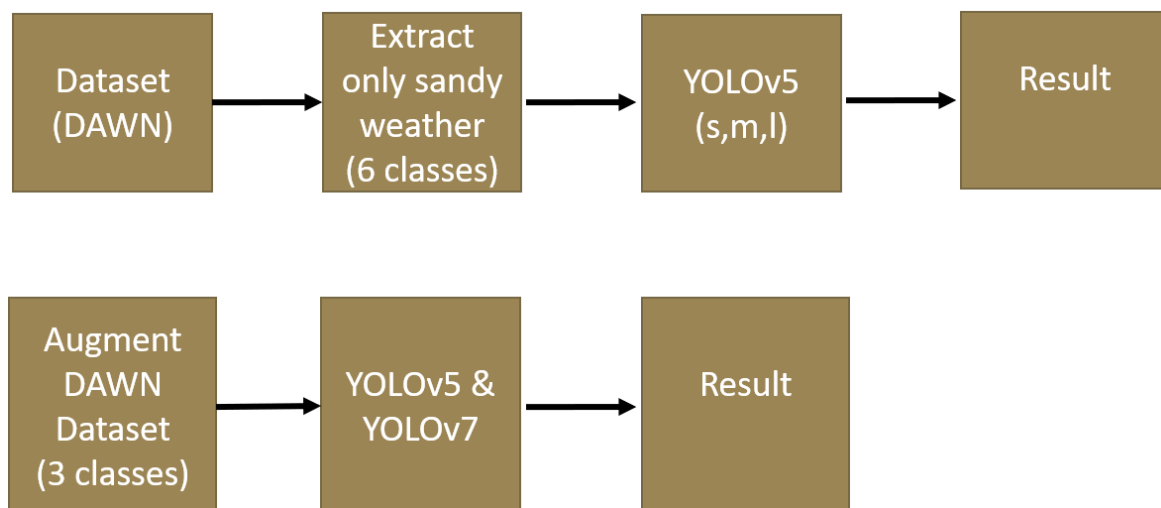 Dataset
(DAWN)
Extract
only sandy
weather
(6 classes)
YOLOv5
(s,m,l)
Result
Augment
DAWN
Dataset
(3 classes)
YOLOv5 &
YOLOv7
Result